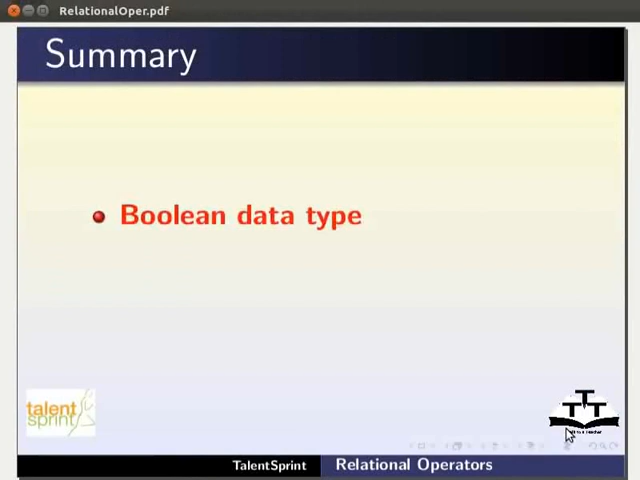 RelationalOper.pdf
Summary
Boolean data type
talent
sprint
TalentSprint
Relational Operators